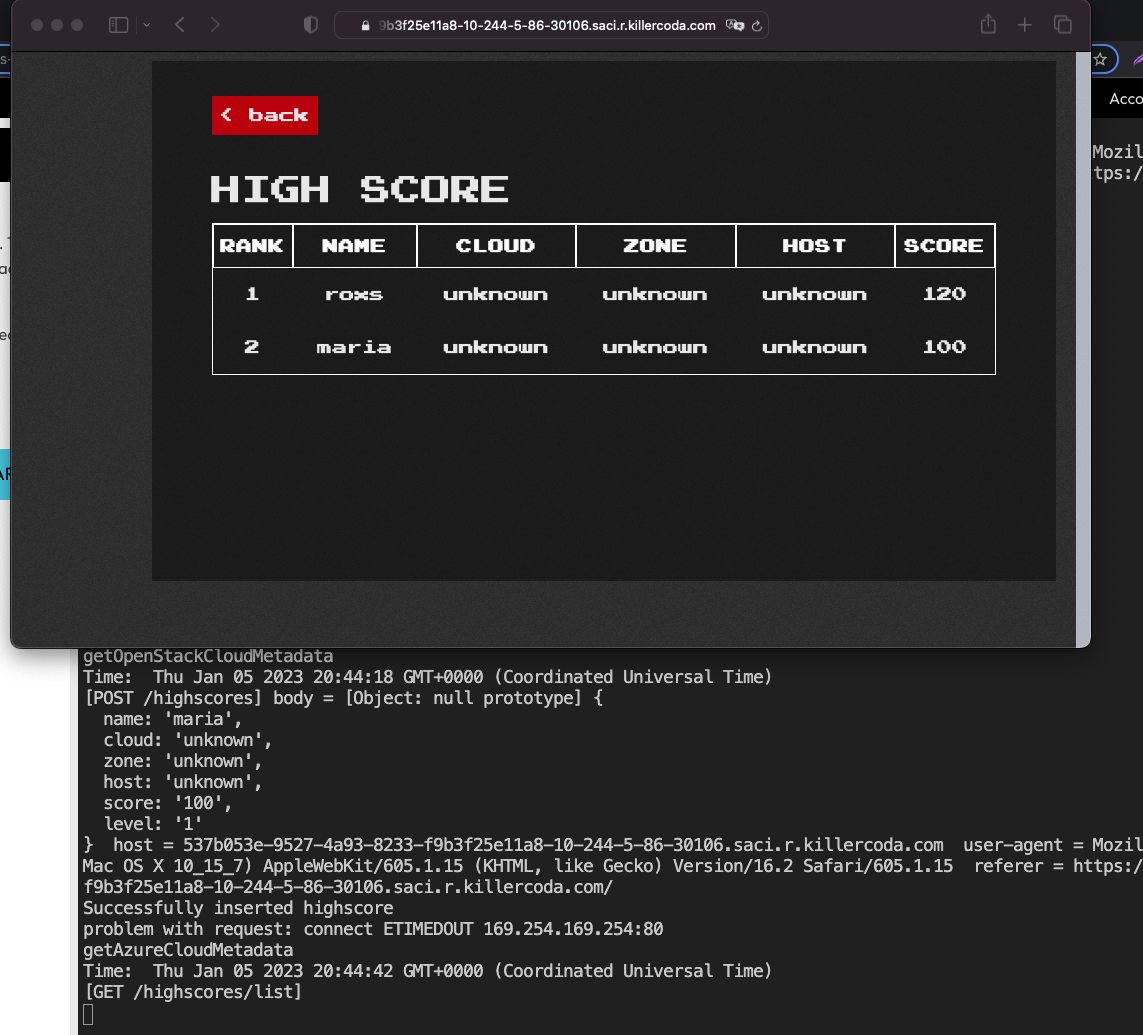 9b3f25e11a8-10-244-5-86-30106.saci.r.killercoda.com
Acco
< back
HIGH SCORE
RANK NAME CLOUD ZONE HOST SCORE
1 roxs unknown unknown unknown 120
2 maria unknown unknown unknown 100
Mozil
tps:/
getOpenStackCloudMetadata
Time:  Thu Jan 05 2023 20:44:18 GMT+0000 (Coordinated Universal Time)
[POST /highscores] body = [Object: null prototype] {
  name: 'maria',
  cloud: 'unknown',
  zone: 'unknown',
  host: 'unknown',
  score: '100',
  level: '1'
}  host = 537b053e-9527-4a93-8233-f9b3f25e11a8-10-244-5-86-30106.saci.r.killercoda.com  user-agent = Mozil
Mac OS X 10_15_7) AppleWebKit/605.1.15 (KHTML, like Gecko) Version/16.2 Safari/605.1.15  referer = https:/
f9b3f25e11a8-10-244-5-86-30106.saci.r.killercoda.com/
Successfully inserted highscore
problem with request: connect ETIMEDOUT 169.254.169.254:80
getAzureCloudMetadata
Time:  Thu Jan 05 2023 20:44:42 GMT+0000 (Coordinated Universal Time)
[GET /highscores/list]